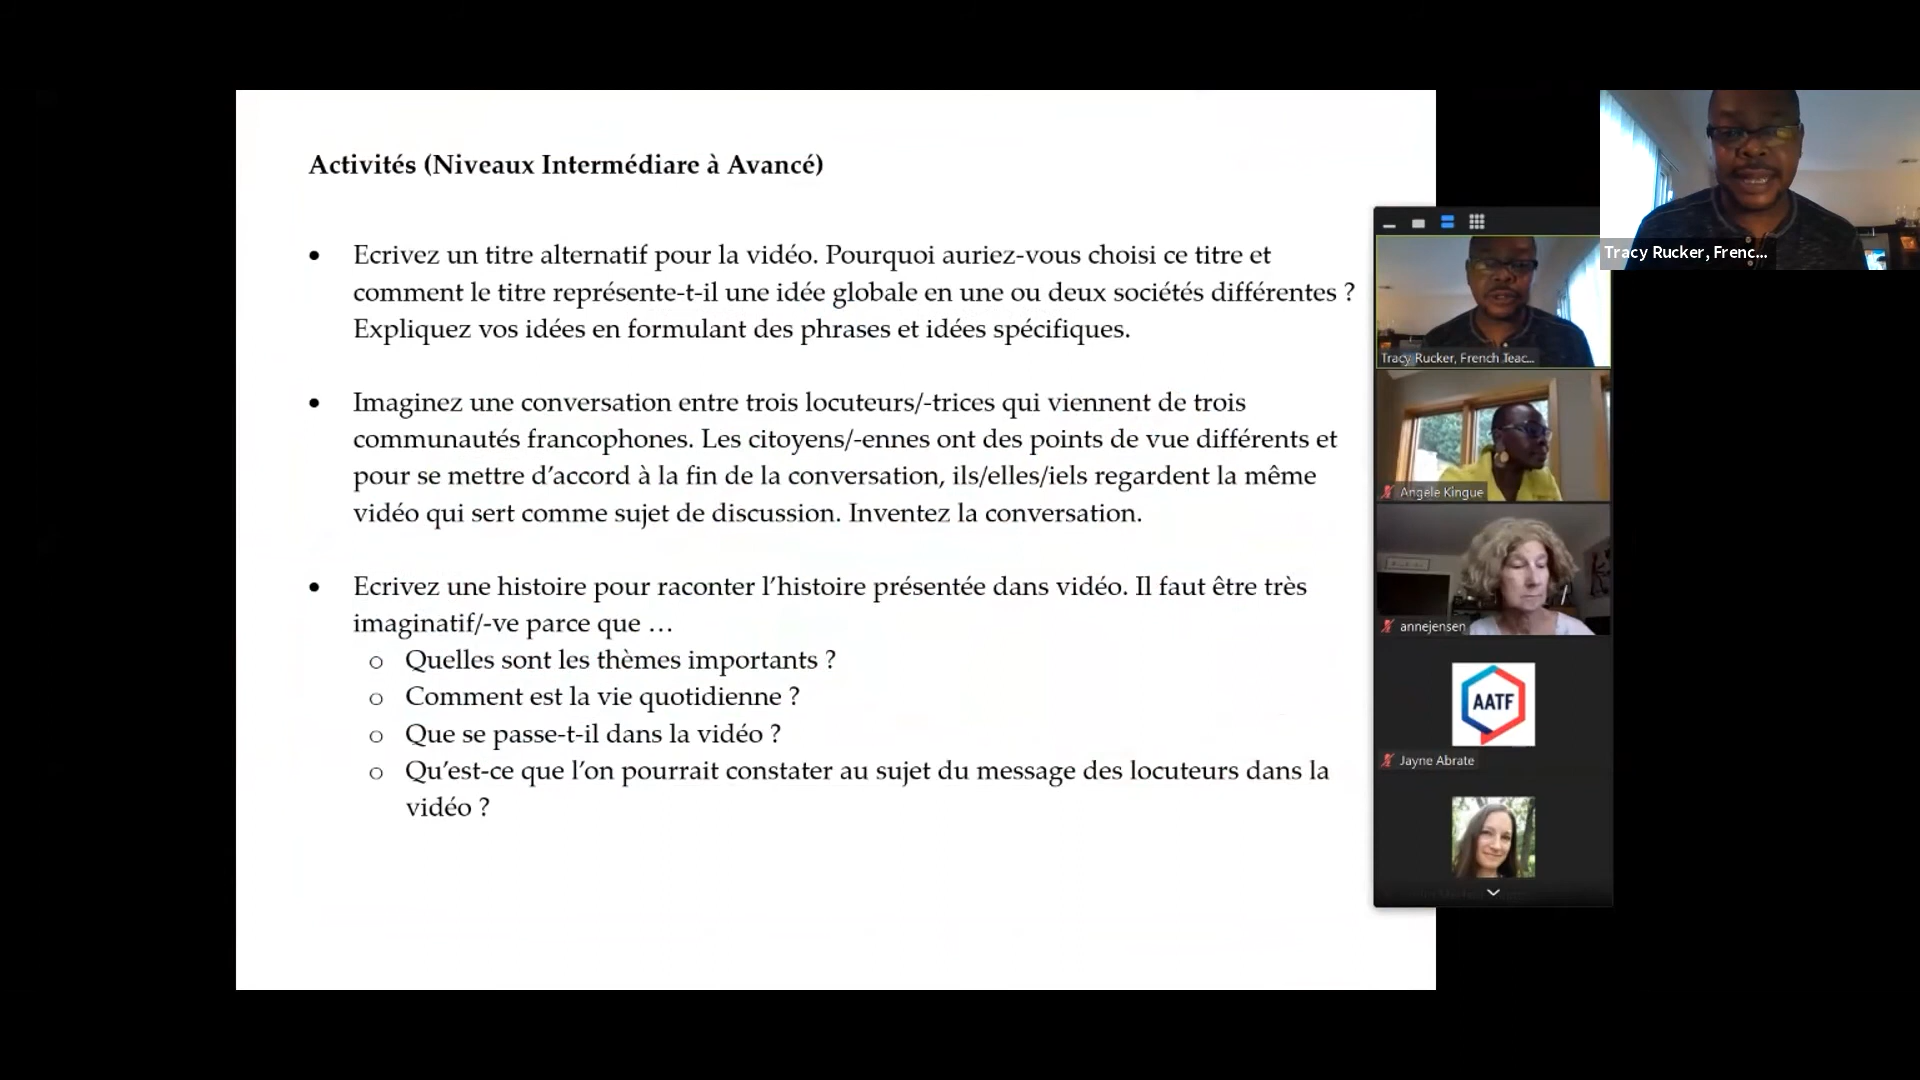 Activités (Niveaux Intermédiare à Avancé)
• Ecrivez un titre alternatif pour la vidéo. Pourquoi auriez-vous choisi ce titre et
comment le titre représente-t-il une idée globale en une ou deux sociétés différentes ?
Expliquez vos idées en formulant des phrases et idées spécifiques.
• Imaginez une conversation entre trois locuteurs/-trices qui viennent de trois
communautés francophones. Les citoyens/-ennes ont des points de vue différents et
pour se mettre d’accord à la fin de la conversation, ils/elles/iels regardent la même
vidéo qui sert comme sujet de discussion. Inventez la conversation.
• Ecrivez une histoire pour raconter l’histoire présentée dans vidéo. Il faut être très
imaginatif/-ve parce que …
o Quelles sont les thèmes importants ?
o Comment est la vie quotidienne ?
o Que se passe-t-il dans la vidéo ?
o Qu’est-ce que l’on pourrait constater au sujet du message des locuteurs dans la
vidéo ?
Tracy Rucker, French Teac...
Angele Kingue
annejensen
AATF
Jayne Abrate
Tracy Rucker, Frenc...